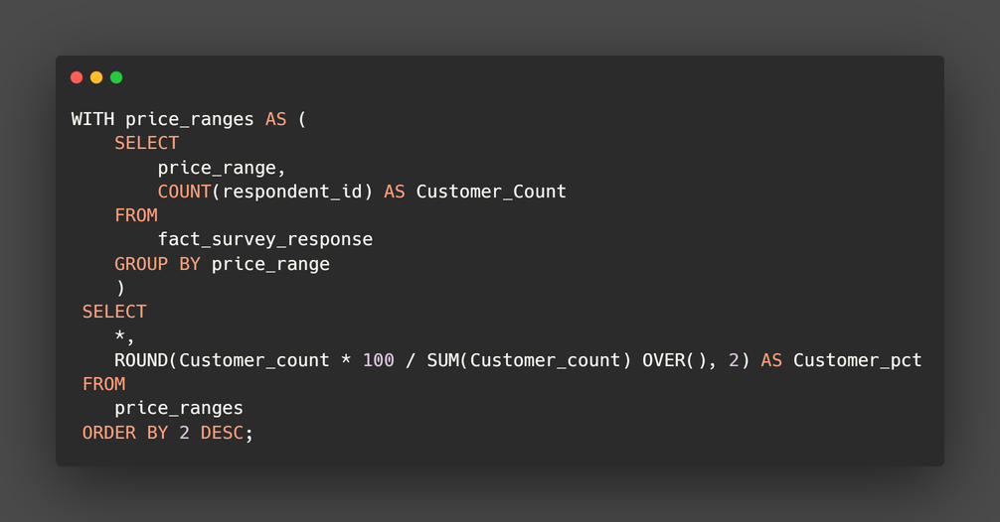 WITH price_ranges AS (
SELECT
price_range,
COUNT(respondent_id) AS Customer_Count
FROM
fact_survey_response
GROUP BY price_range
)
SELECT
*,
ROUND(Customer_count * 100 / SUM(Customer_count) OVER(), 2) AS Customer_pct
FROM
price_ranges
ORDER BY 2 DESC;